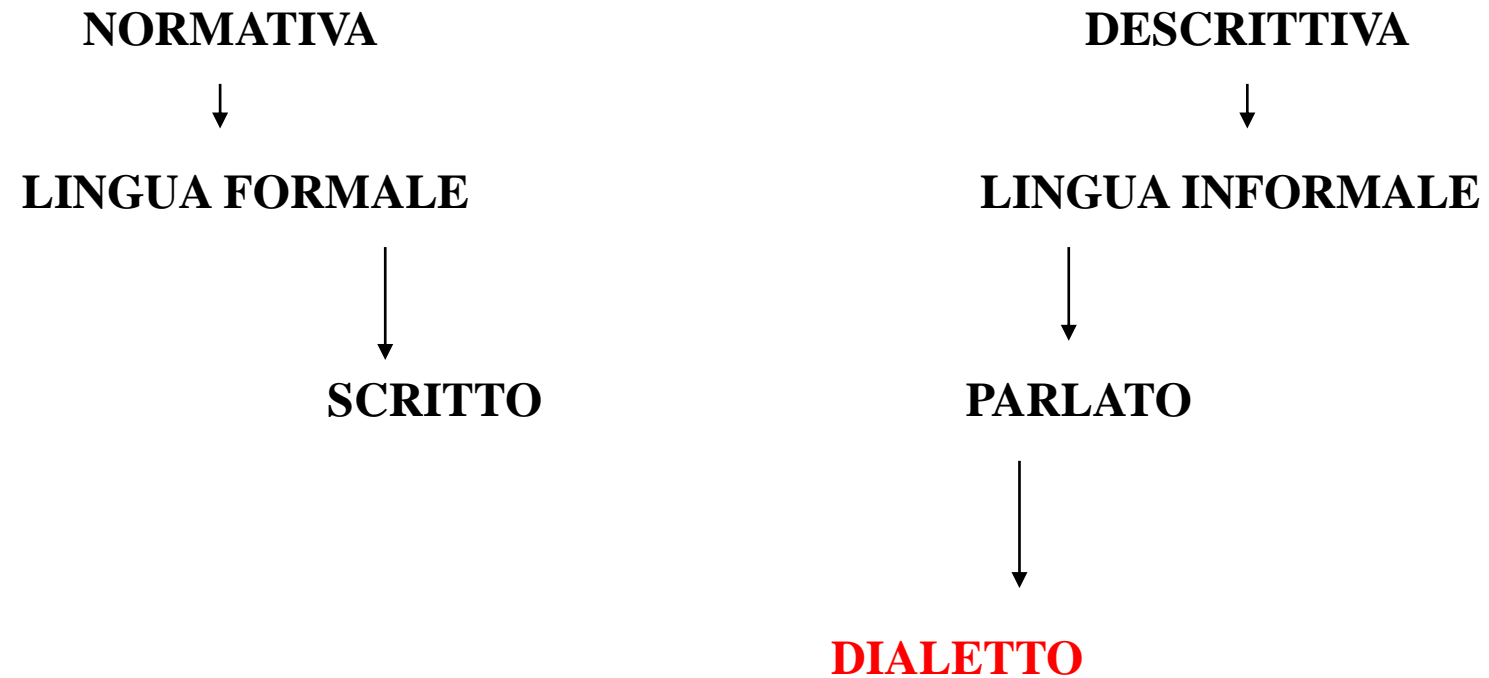 NORMATIVA
DESCRITTIVA
LINGUA FORMALE
LINGUA INFORMALE
SCRITTO
PARLATO
DIALETTO